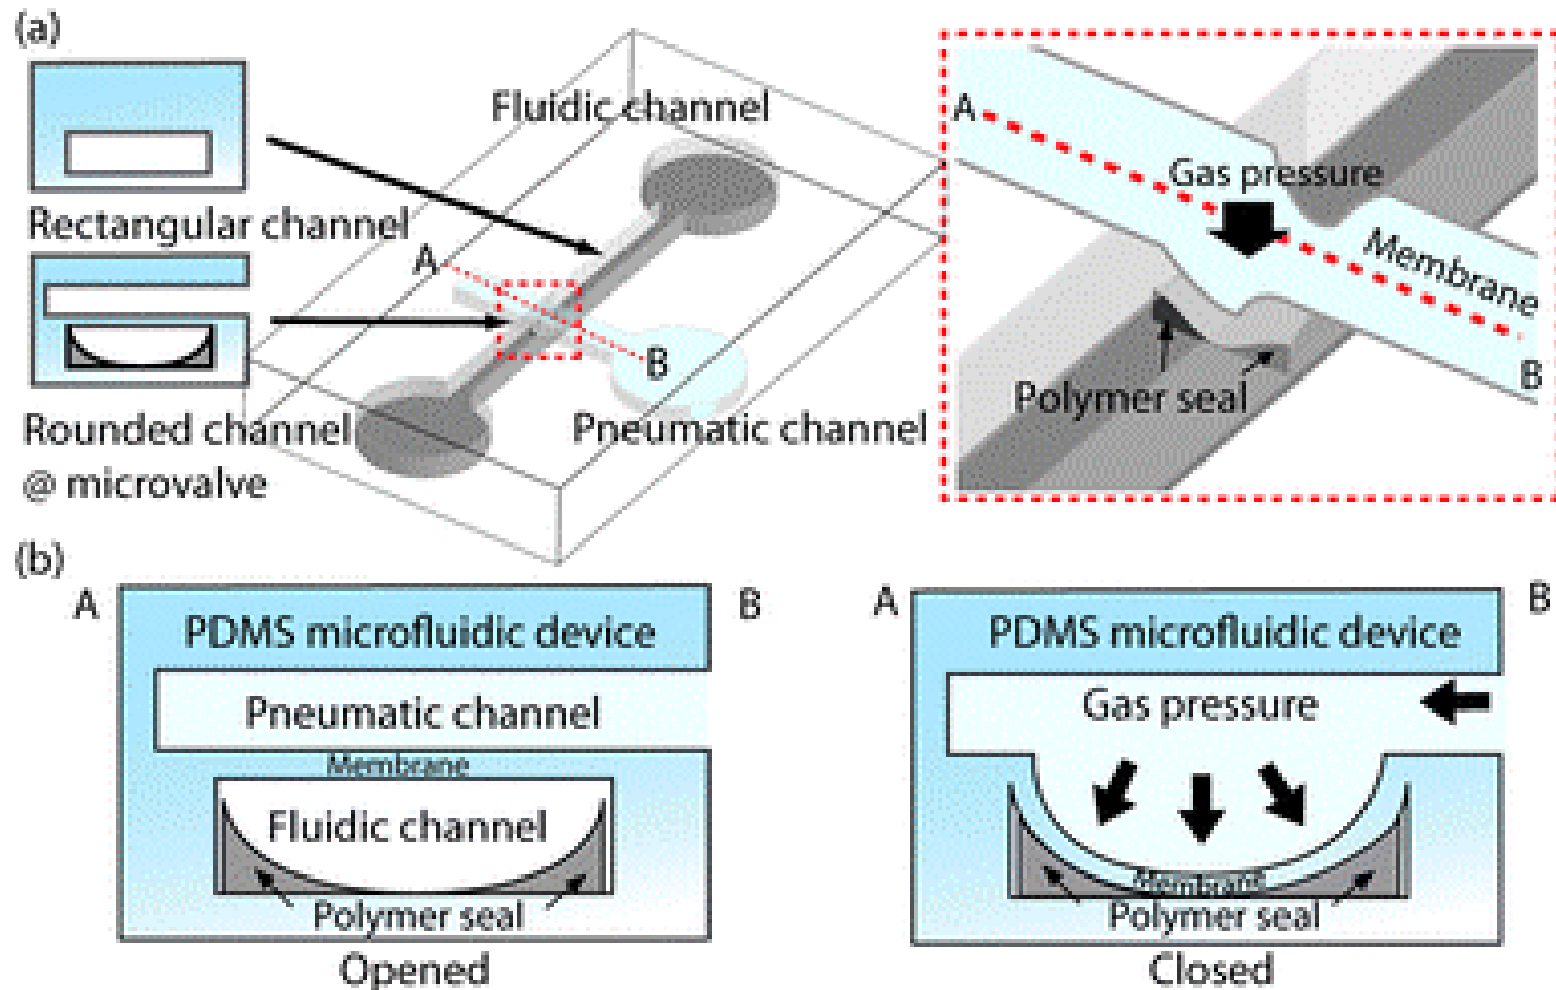 (a)
Fluidic channel
Rectangular channel
A
B
Rounded channel
@ microvalve
Pneumatic channel
A
Gas pressure
Membrane
B
Polymer seal
(b)
A
B
PDMS microfluidic device
Pneumatic channel
Membrane
Fluidic channel
Polymer seal
Opened
A
B
PDMS microfluidic device
Gas pressure
Membrane
Polymer seal
Closed